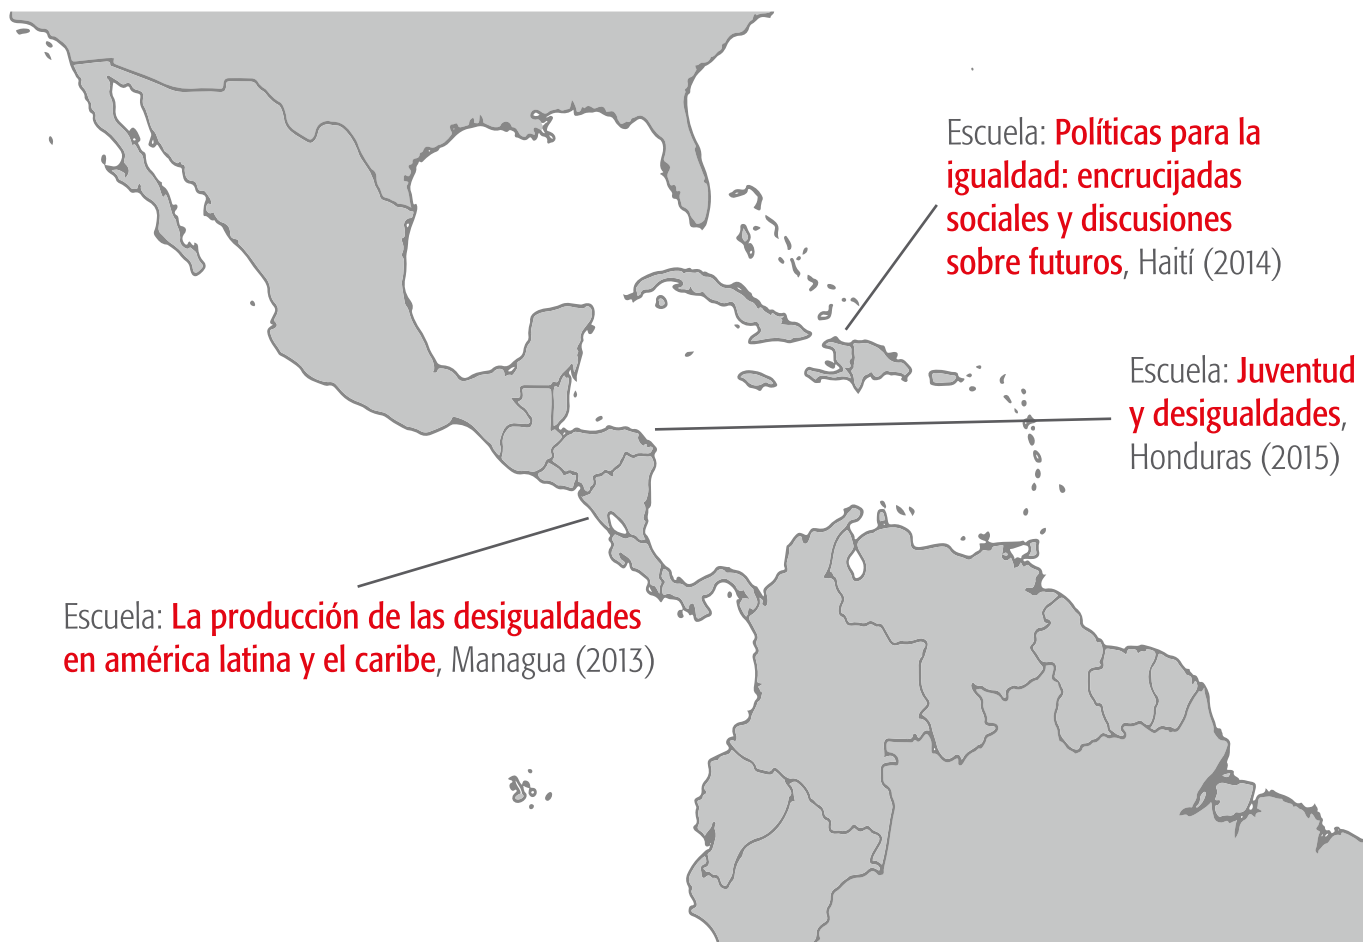 Escuela: Políticas para la
igualdad: encrucijadas
sociales y discusiones
sobre futuros, Haití (2014)
Escuela: Juventud
y desigualdades,
Honduras (2015)
Escuela: La producción de las desigualdades
en américa latina y el caribe, Managua (2013)